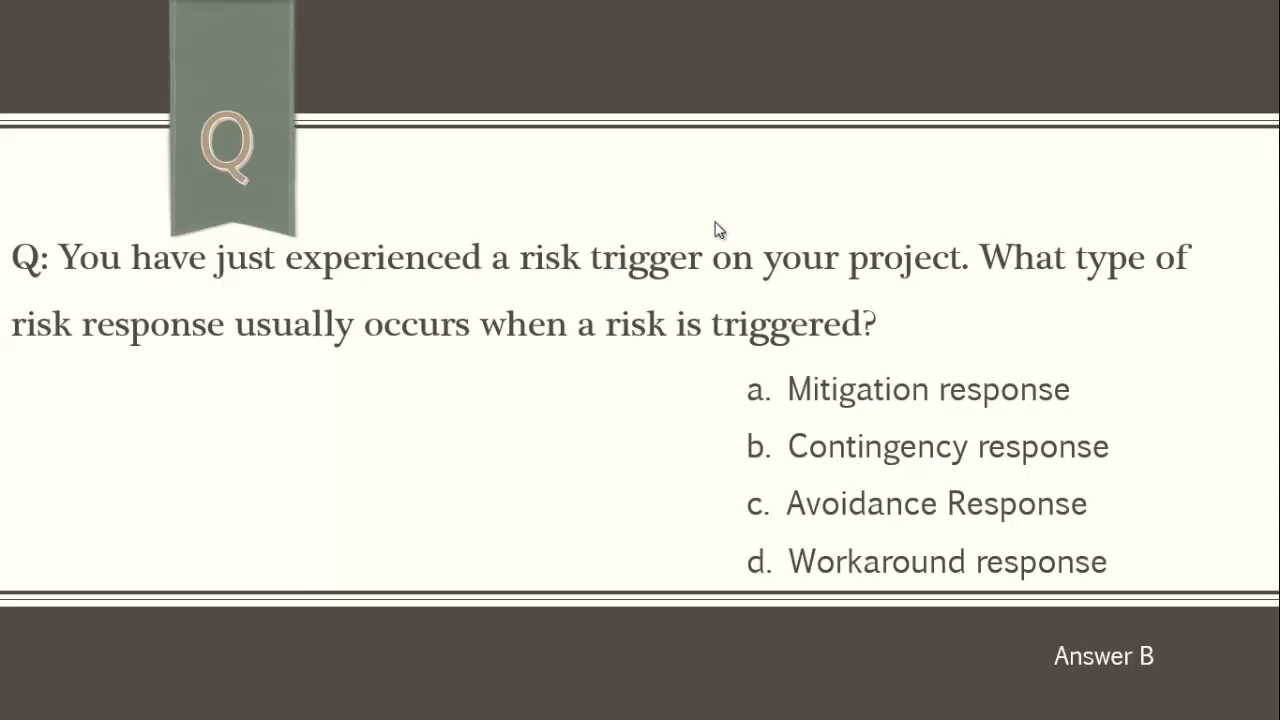 Q
Q: You have just experienced a risk trigger on your project. What type of
risk response usually occurs when a risk is triggered?
a. Mitigation response
b. Contingency response
c. Avoidance Response
d. Workaround response
Answer B